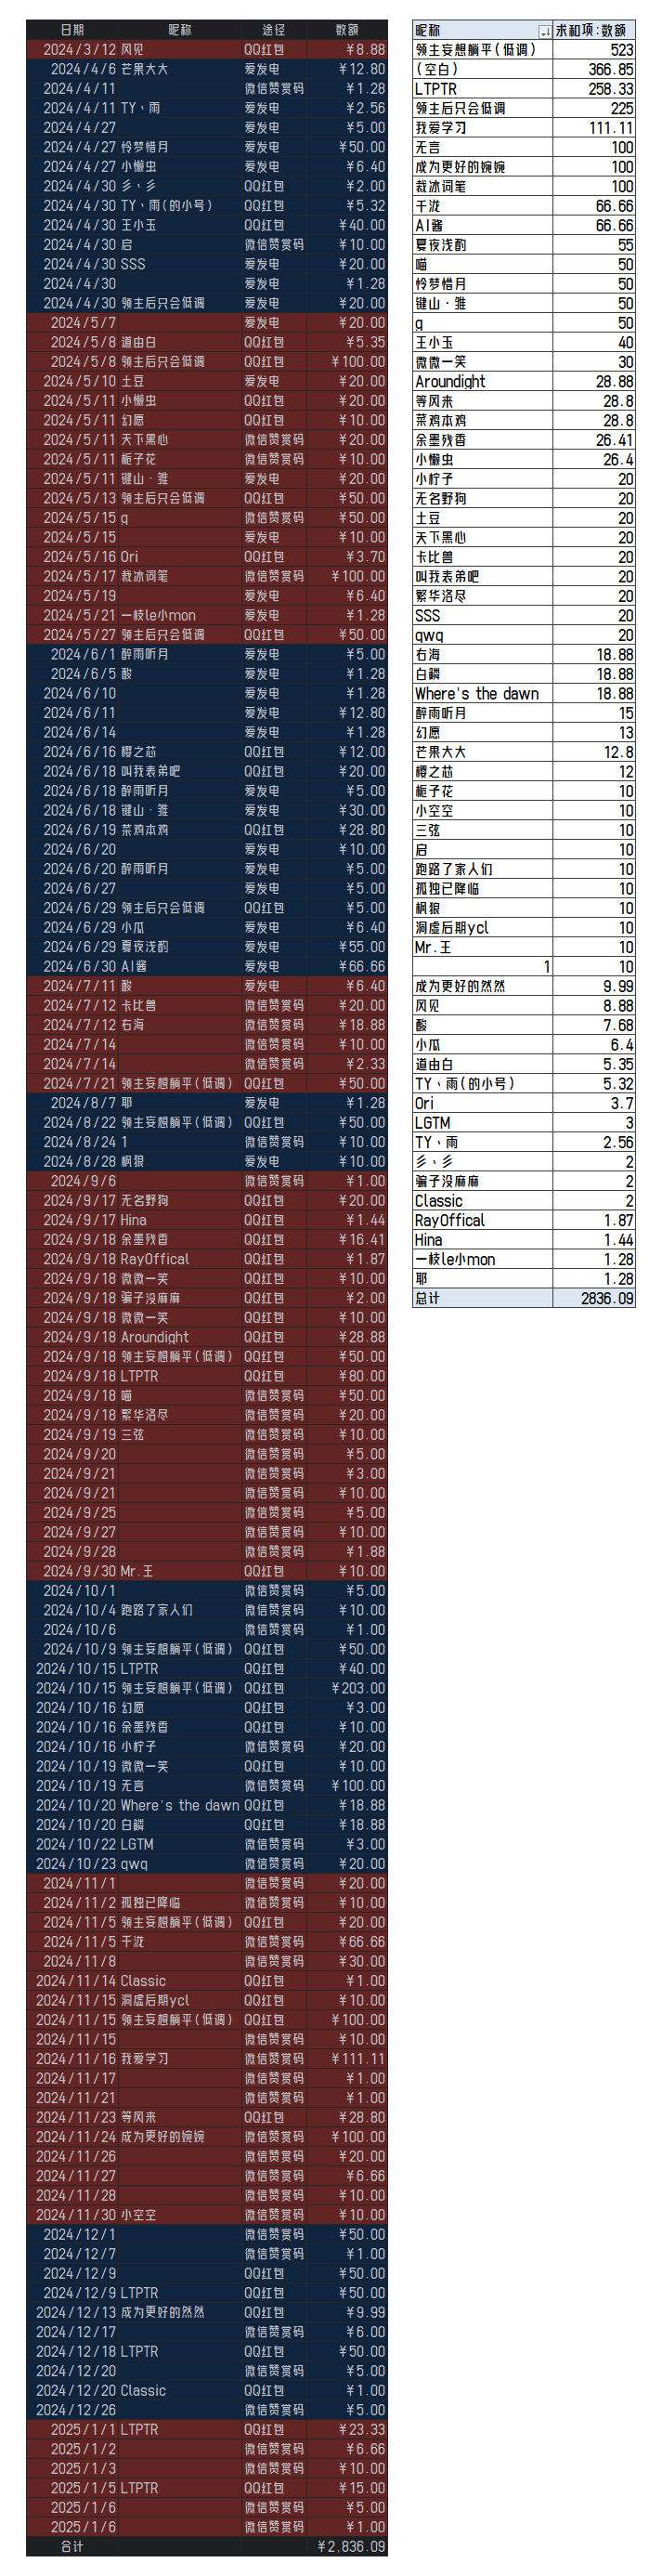 日期 昵称 途径 数额
2024/3/12 风见 QQ红包 ¥8.88
2024/4/6 芒果大大 爱发电 ¥12.80
2024/4/11 微信赞赏码 ¥1.28
2024/4/11 TY、雨 爱发电 ¥2.56
2024/4/27 爱发电 ¥5.00
2024/4/27 怜梦惜月 爱发电 ¥50.00
2024/4/27 小懒虫 爱发电 ¥6.40
2024/4/30 彡、彡 QQ红包 ¥2.00
2024/4/30 TY、雨(的小号) QQ红包 ¥5.32
2024/4/30 王小玉 QQ红包 ¥40.00
2024/4/30 启 微信赞赏码 ¥10.00
2024/4/30 SSS 爱发电 ¥20.00
2024/4/30 爱发电 ¥1.28
2024/4/30 领主后只会低调 爱发电 ¥20.00
2024/5/7 爱发电 ¥20.00
2024/5/8 道由白 QQ红包 ¥5.35
2024/5/8 领主后只会低调 QQ红包 ¥100.00
2024/5/10 土豆 爱发电 ¥20.00
2024/5/11 小懒虫 QQ红包 ¥20.00
2024/5/11 幻愿 QQ红包 ¥10.00
2024/5/11 天下黑心 微信赞赏码 ¥20.00
2024/5/11 栀子花 微信赞赏码 ¥10.00
2024/5/11 键山·雏 爱发电 ¥20.00
2024/5/13 领主后只会低调 QQ红包 ¥50.00
2024/5/15 g 微信赞赏码 ¥50.00
2024/5/15 爱发电 ¥10.00
2024/5/16 Ori QQ红包 ¥3.70
2024/5/17 裁冰词笔 微信赞赏码 ¥100.00
2024/5/19 爱发电 ¥6.40
2024/5/21 一枝le小mon 爱发电 ¥1.28
2024/5/27 领主后只会低调 QQ红包 ¥50.00
2024/6/1 醉雨听月 爱发电 ¥5.00
2024/6/5 酸 爱发电 ¥1.28
2024/6/10 爱发电 ¥1.28
2024/6/11 爱发电 ¥12.80
2024/6/14 爱发电 ¥1.28
2024/6/16 樱之芯 QQ红包 ¥12.00
2024/6/18 叫我表弟吧 QQ红包 ¥20.00
2024/6/18 醉雨听月 爱发电 ¥5.00
2024/6/18 键山·雏 爱发电 ¥30.00
2024/6/19 菜鸡本鸡 QQ红包 ¥28.80
2024/6/20 爱发电 ¥10.00
2024/6/20 醉雨听月 爱发电 ¥5.00
2024/6/27 爱发电 ¥5.00
2024/6/29 领主后只会低调 QQ红包 ¥5.00
2024/6/29 小瓜 爱发电 ¥6.40
2024/6/29 夏夜浅酌 爱发电 ¥55.00
2024/6/30 AI酱 爱发电 ¥66.66
2024/7/11 酸 爱发电 ¥6.40
2024/7/12 卡比兽 微信赞赏码 ¥20.00
2024/7/12 右海 微信赞赏码 ¥18.88
2024/7/14 微信赞赏码 ¥10.00
2024/7/14 微信赞赏码 ¥2.33
2024/7/21 领主妄想躺平(低调) QQ红包 ¥50.00
2024/8/7 耶 爱发电 ¥1.28
2024/8/22 领主妄想躺平(低调) QQ红包 ¥50.00
2024/8/24 1 微信赞赏码 ¥10.00
2024/8/28 枫狼 爱发电 ¥10.00
2024/9/6 微信赞赏码 ¥1.00
2024/9/17 无名野狗 QQ红包 ¥20.00
2024/9/17 Hina QQ红包 ¥1.44
2024/9/18 余墨残香 QQ红包 ¥16.41
2024/9/18 RayOffical QQ红包 ¥1.87
2024/9/18 微微一笑 QQ红包 ¥10.00
2024/9/18 骗子没麻麻 QQ红包 ¥2.00
2024/9/18 微微一笑 QQ红包 ¥10.00
2024/9/18 Aroundight QQ红包 ¥28.88
2024/9/18 领主妄想躺平(低调) QQ红包 ¥50.00
2024/9/18 LTPTR QQ红包 ¥80.00
2024/9/18 喵 微信赞赏码 ¥50.00
2024/9/18 繁华洛尽 微信赞赏码 ¥20.00
2024/9/19 三弦 微信赞赏码 ¥10.00
2024/9/20 微信赞赏码 ¥5.00
2024/9/21 微信赞赏码 ¥3.00
2024/9/21 微信赞赏码 ¥10.00
2024/9/25 微信赞赏码 ¥5.00
2024/9/27 微信赞赏码 ¥10.00
2024/9/28 微信赞赏码 ¥1.88
2024/9/30 Mr.王 QQ红包 ¥10.00
2024/10/1 微信赞赏码 ¥5.00
2024/10/4 跑路了家人们 微信赞赏码 ¥10.00
2024/10/6 微信赞赏码 ¥1.00
2024/10/9 领主妄想躺平(低调) QQ红包 ¥50.00
2024/10/15 LTPTR QQ红包 ¥40.00
2024/10/15 领主妄想躺平(低调) QQ红包 ¥203.00
2024/10/16 幻愿 QQ红包 ¥3.00
2024/10/16 余墨残香 QQ红包 ¥10.00
2024/10/16 小柠子 微信赞赏码 ¥20.00
2024/10/19 微微一笑 QQ红包 ¥10.00
2024/10/19 无言 微信赞赏码 ¥100.00
2024/10/20 Where's the dawn QQ红包 ¥18.88
2024/10/20 白鳞 QQ红包 ¥18.88
2024/10/22 LGTM 微信赞赏码 ¥3.00
2024/10/23 qwq 微信赞赏码 ¥20.00
2024/11/1 微信赞赏码 ¥20.00
2024/11/2 孤独已降临 微信赞赏码 ¥10.00
2024/11/5 领主妄想躺平(低调) QQ红包 ¥20.00
2024/11/5 干泷 微信赞赏码 ¥66.66
2024/11/8 微信赞赏码 ¥30.00
2024/11/14 Classic QQ红包 ¥1.00
2024/11/15 洞虚后期ycl QQ红包 ¥10.00
2024/11/15 领主妄想躺平(低调) QQ红包 ¥100.00
2024/11/15 微信赞赏码 ¥10.00
2024/11/16 我爱学习 微信赞赏码 ¥111.11
2024/11/17 微信赞赏码 ¥1.00
2024/11/21 微信赞赏码 ¥1.00
2024/11/23 等风来 QQ红包 ¥28.80
2024/11/24 成为更好的婉婉 微信赞赏码 ¥100.00
2024/11/26 微信赞赏码 ¥20.00
2024/11/27 微信赞赏码 ¥6.66
2024/11/28 微信赞赏码 ¥10.00
2024/11/30 小空空 微信赞赏码 ¥10.00
2024/12/1 微信赞赏码 ¥50.00
2024/12/7 微信赞赏码 ¥1.00
2024/12/9 QQ红包 ¥50.00
2024/12/9 LTPTR QQ红包 ¥50.00
2024/12/13 成为更好的然然 QQ红包 ¥9.99
2024/12/17 微信赞赏码 ¥6.00
2024/12/18 LTPTR QQ红包 ¥50.00
2024/12/20 微信赞赏码 ¥5.00
2024/12/20 Classic QQ红包 ¥1.00
2024/12/26 微信赞赏码 ¥5.00
2025/1/1 LTPTR QQ红包 ¥23.33
2025/1/2 微信赞赏码 ¥6.66
2025/1/3 微信赞赏码 ¥10.00
2025/1/5 LTPTR QQ红包 ¥15.00
2025/1/6 微信赞赏码 ¥5.00
2025/1/6 微信赞赏码 ¥1.00
合计 ¥2,836.09
昵称 求和项:数额
领主妄想躺平(低调) 523
(空白) 366.85
LTPTR 258.33
领主后只会低调 225
我爱学习 111.11
无言 100
成为更好的婉婉 100
裁冰词笔 100
干泷 66.66
AI酱 66.66
夏夜浅酌 55
喵 50
怜梦惜月 50
键山·雏 50
g 50
王小玉 40
微微一笑 30
Aroundight 28.88
等风来 28.8
菜鸡本鸡 28.8
余墨残香 26.41
小懒虫 26.4
小柠子 20
无名野狗 20
土豆 20
天下黑心 20
卡比兽 20
叫我表弟吧 20
繁华洛尽 20
SSS 20
qwq 20
右海 18.88
白鳞 18.88
Where's the dawn 18.88
醉雨听月 15
幻愿 13
芒果大大 12.8
樱之芯 12
栀子花 10
小空空 10
三弦 10
启 10
跑路了家人们 10
孤独已降临 10
枫狼 10
洞虚后期ycl 10
Mr.王 10
1 10
成为更好的然然 9.99
风见 8.88
酸 7.68
小瓜 6.4
道由白 5.35
TY、雨(的小号) 5.32
Ori 3.7
LGTM 3
TY、雨 2.56
彡、彡 2
骗子没麻麻 2
Classic 2
RayOffical 1.87
Hina 1.44
一枝le小mon 1.28
耶 1.28
总计 2836.09